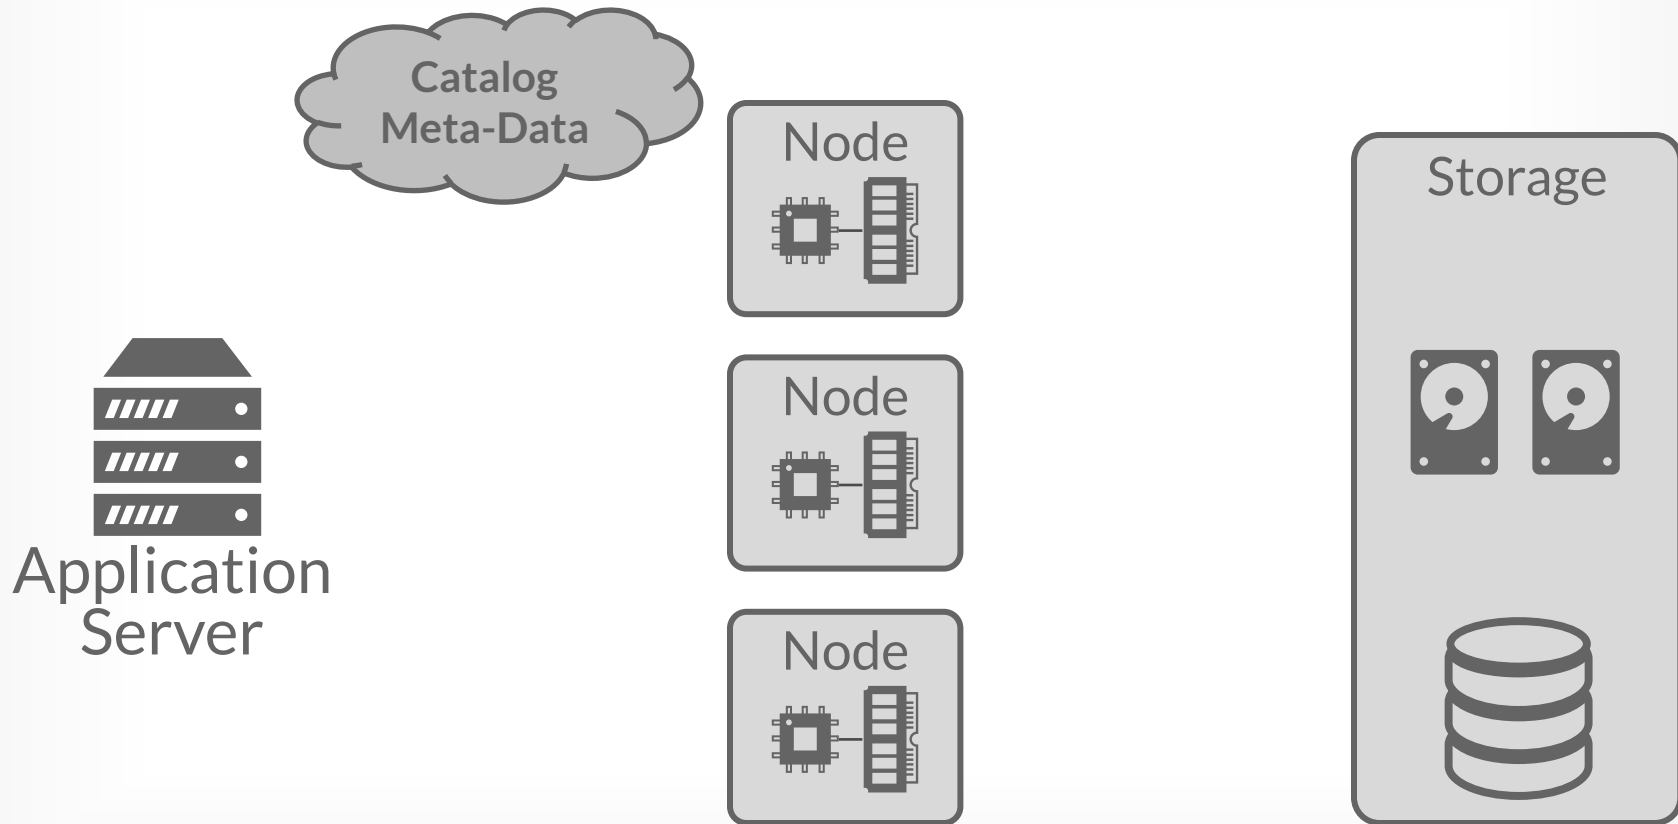 Catalog
Meta-Data
Node
Storage
Node
Application
Server
Node